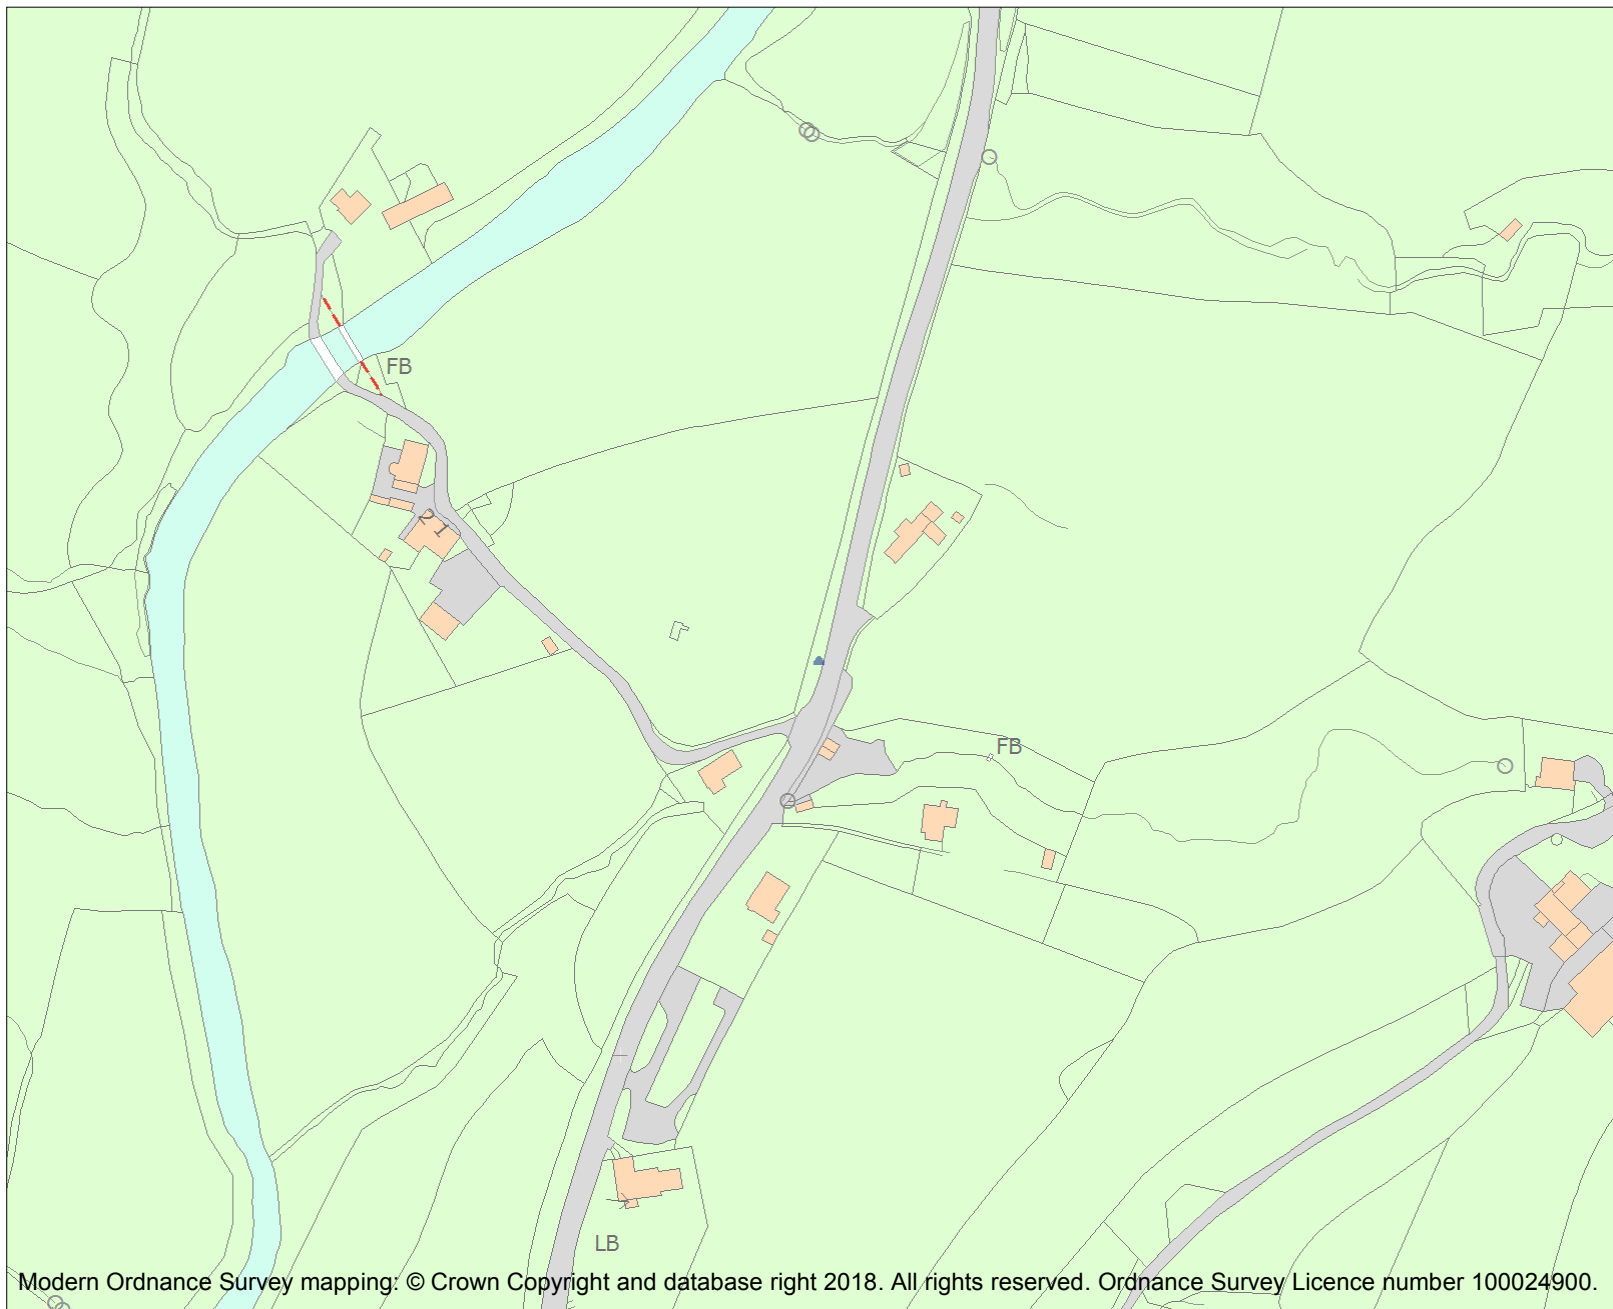 FB
21
FB
LB
Modern Ordnance Survey mapping: © Crown Copyright and database right 2018. All rights reserved. Ordnance Survey Licence number 100024900.